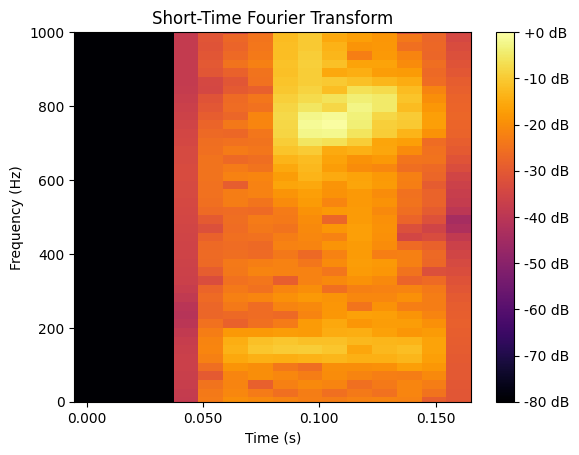 Short-Time Fourier Transform
1000
800
600
400
200
0
Frequency (Hz)
0.000
0.050
0.100
0.150
Time (s)
+0 dB
-10 dB
-20 dB
-30 dB
-40 dB
-50 dB
-60 dB
-70 dB
-80 dB